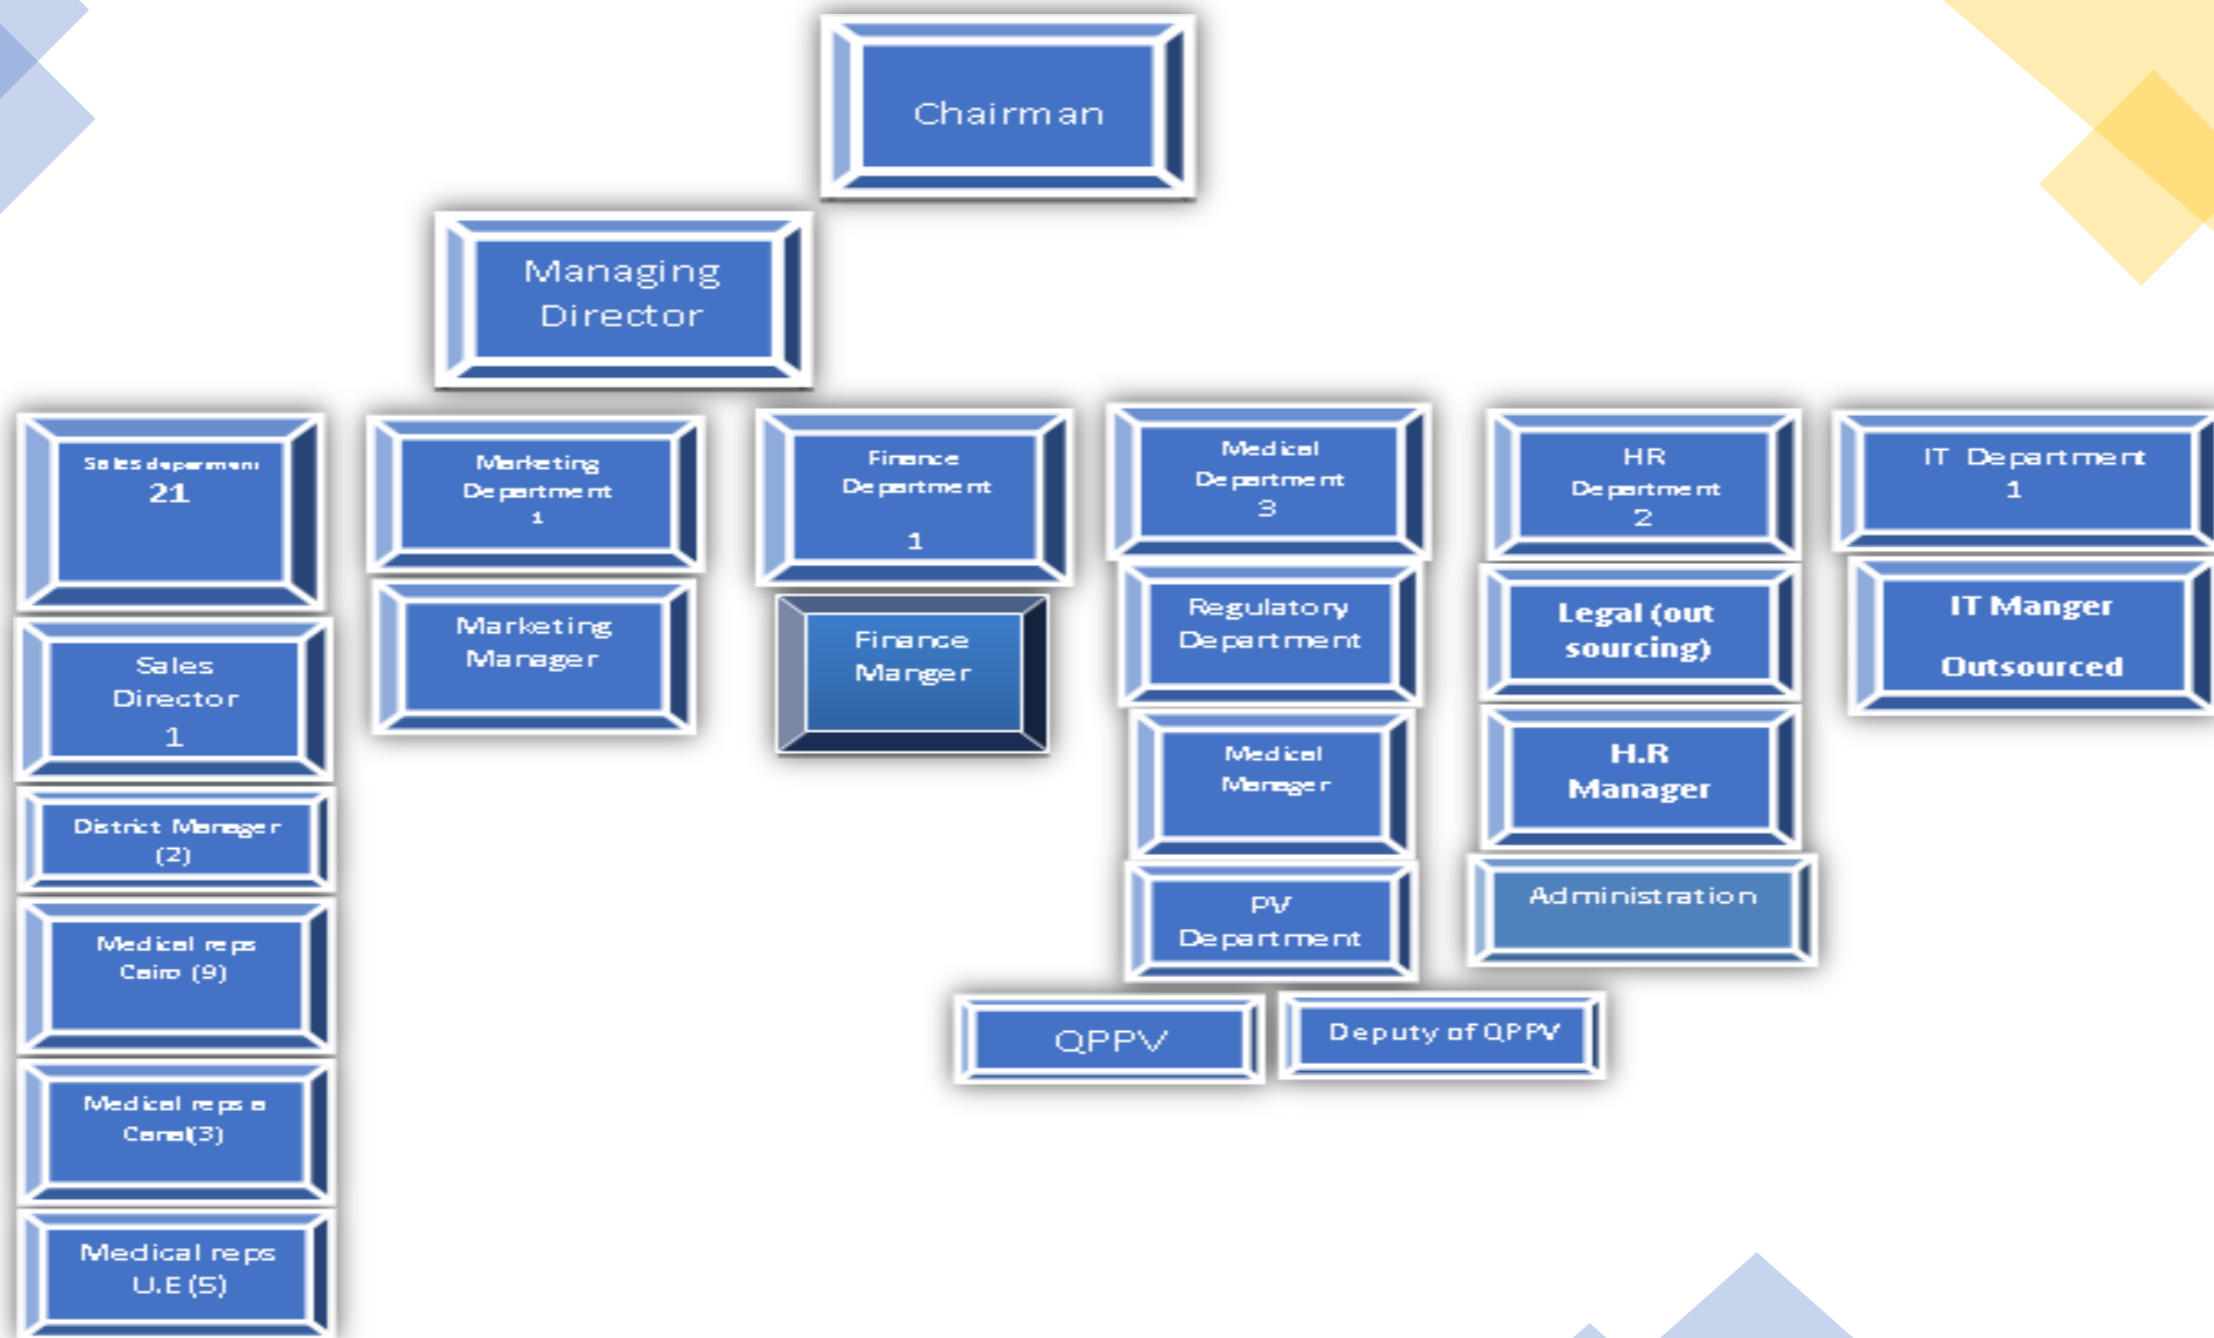 Chairman
Managing
Director
Sales department
21
Sales
Director
1
District Manager
(2)
Medical reps
Cairo (9)
Medical reps a
Canal(3)
Medical reps
U.E (5)
Marketing
Department
1
Marketing
Manager
Finance
Department
1
Finance
Manger
Medical
Department
3
Regulatory
Department
Medical
Manager
PV
Department
QPPV
Deputy of QPPV
HR
Department
2
Legal (out
sourcing)
H.R
Manager
Administration
IT Department
1
IT Manger
Outsourced